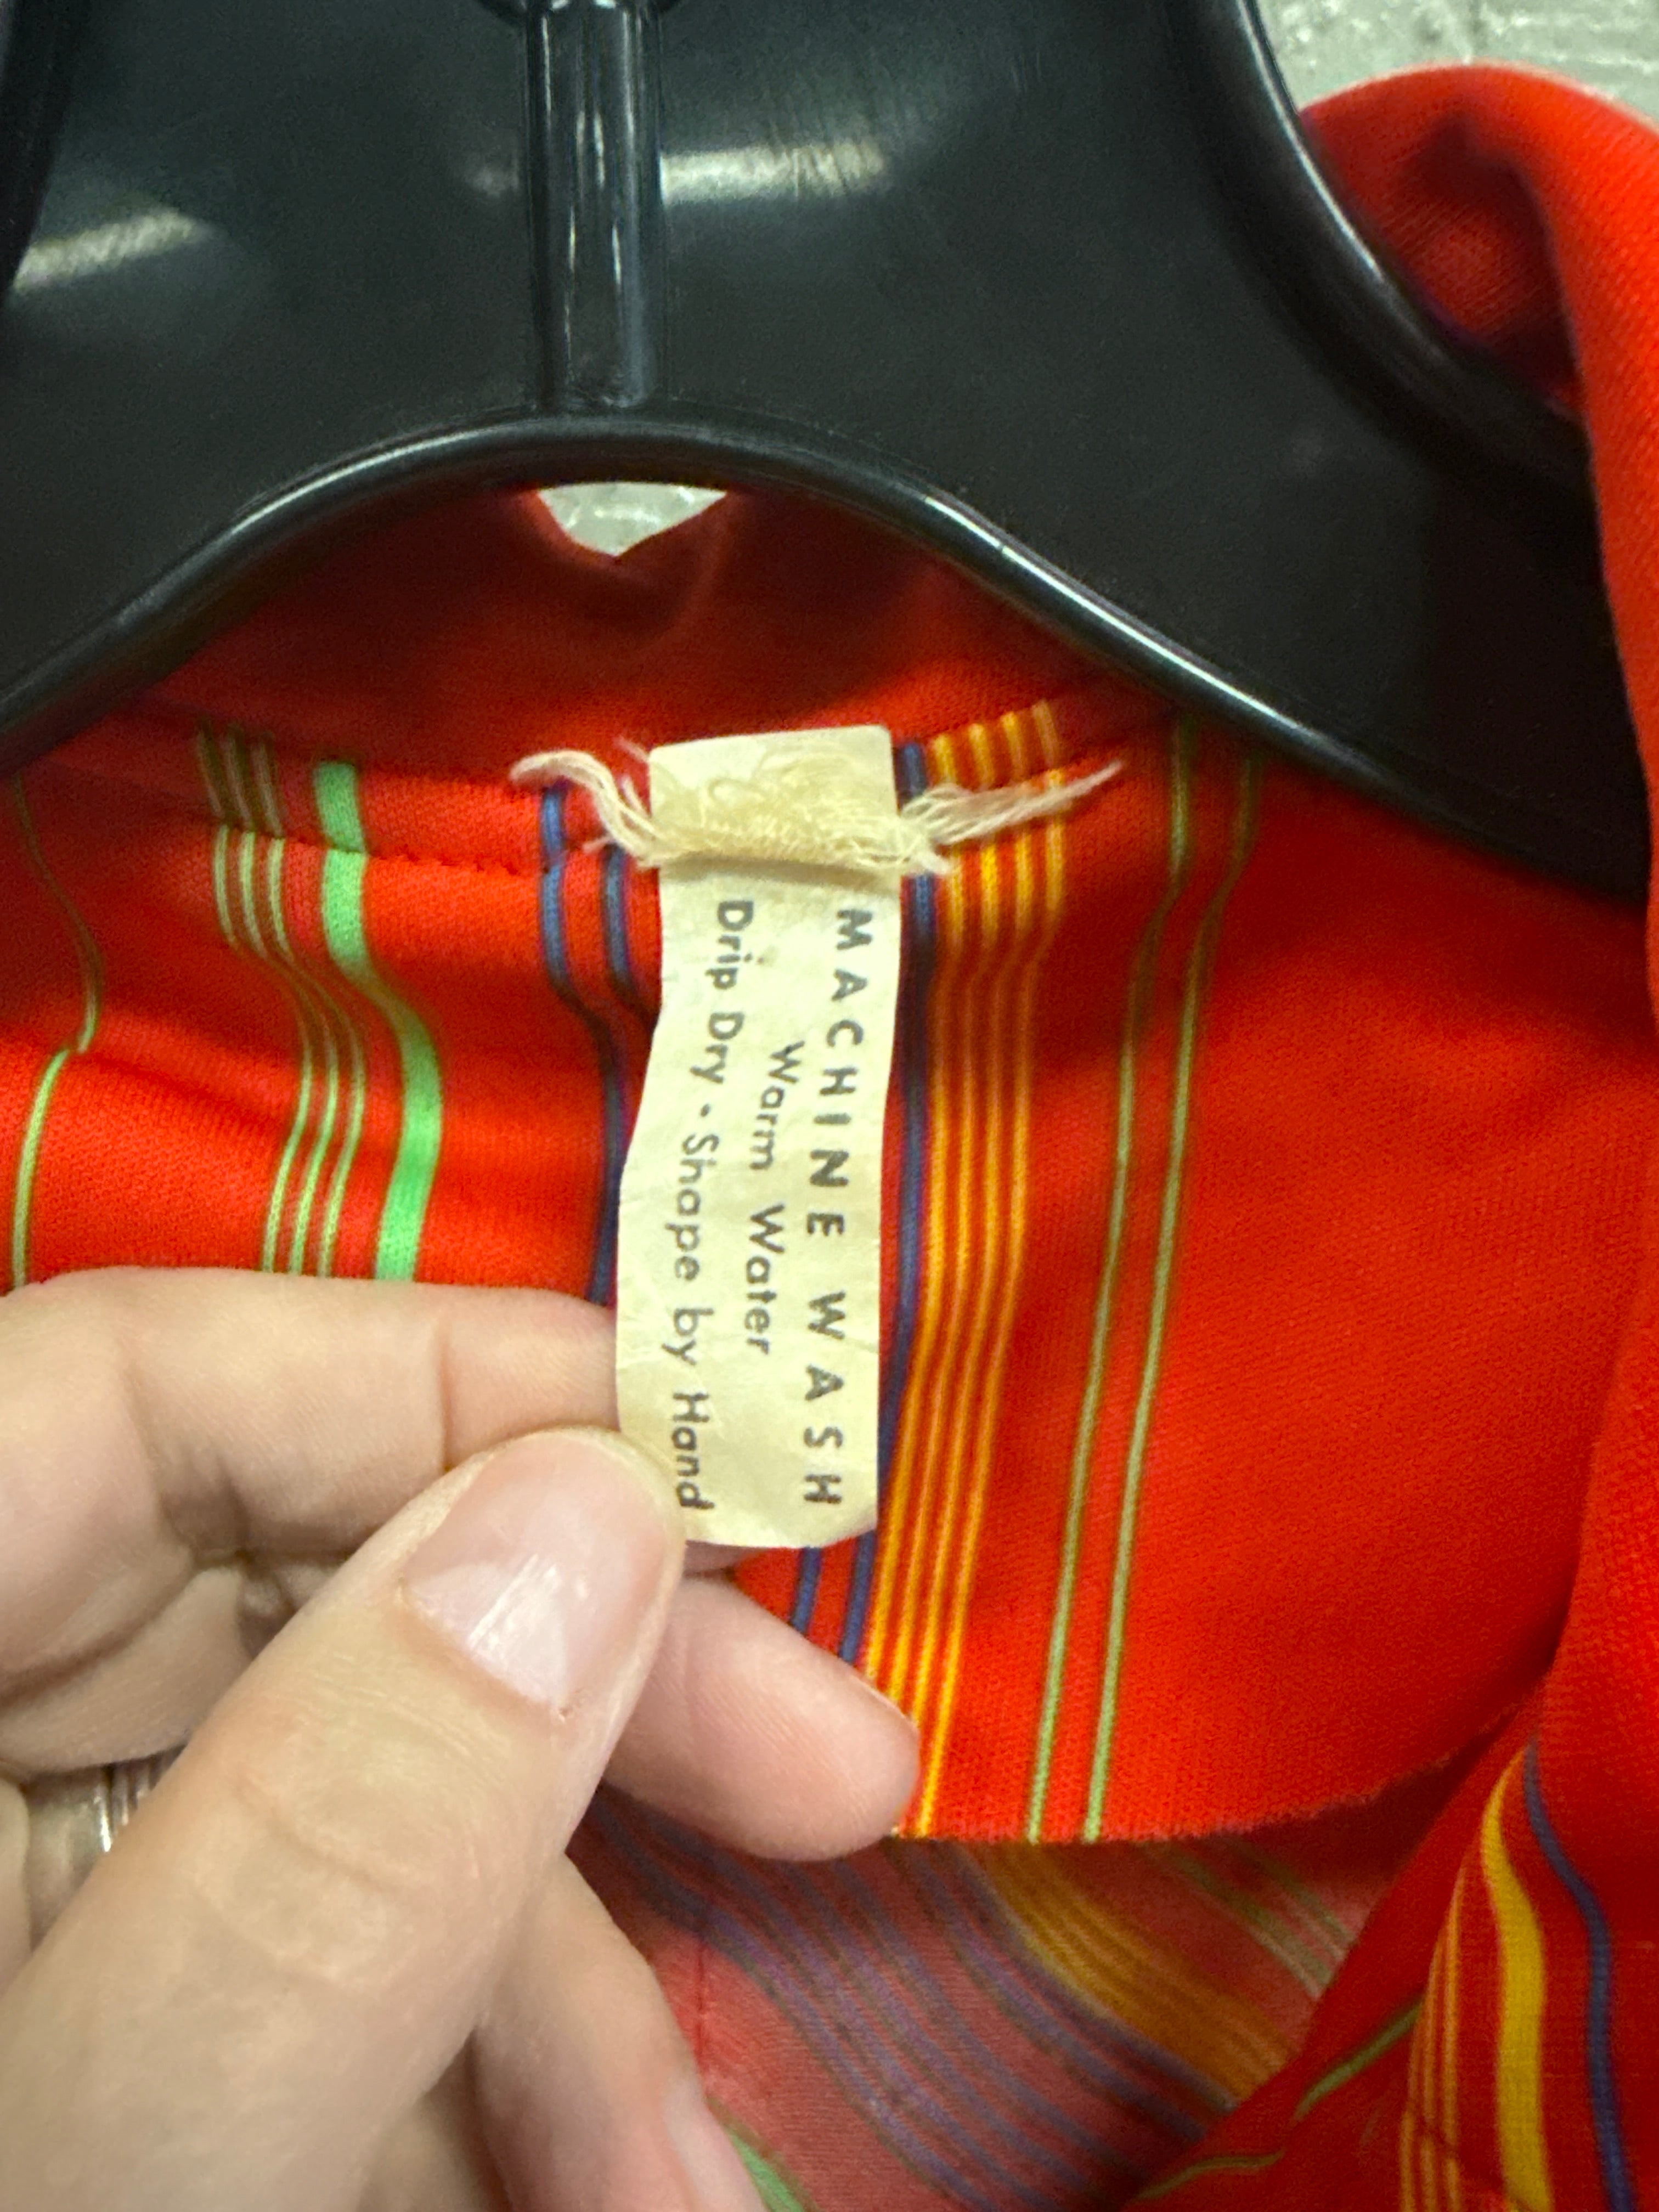 MACHINE WASH
Warm Water
Drip Dry - Shape by Hand